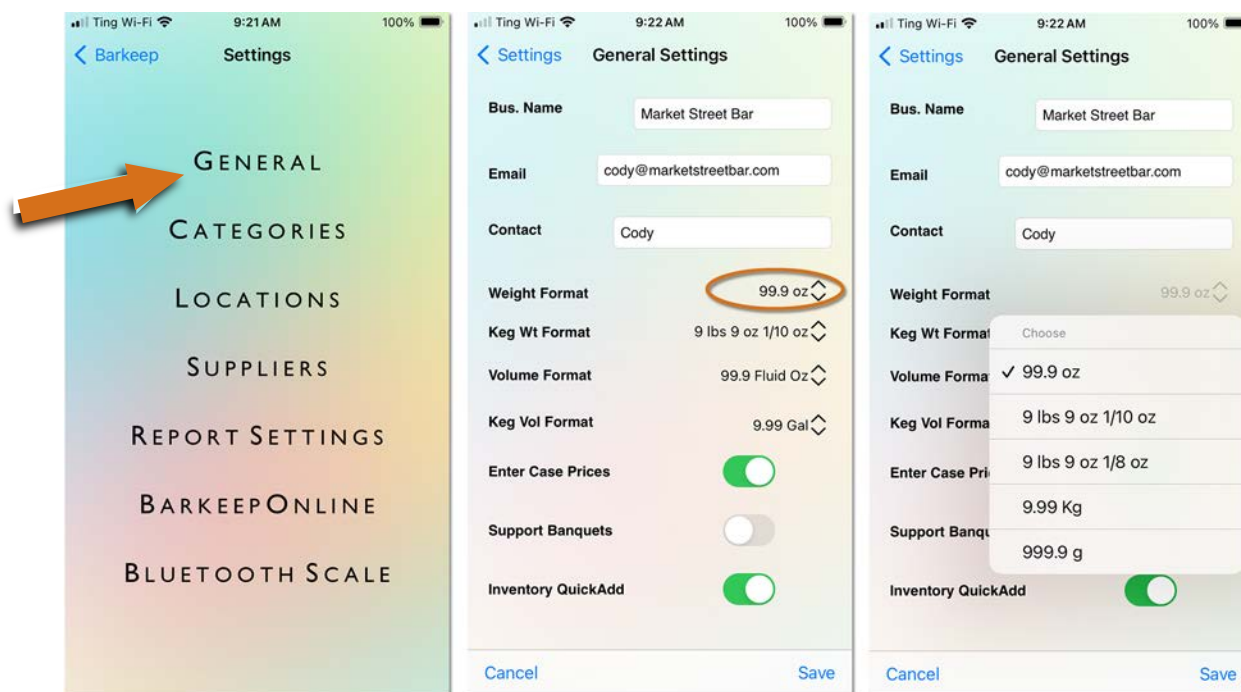 Ting Wi-Fi 9:21 AM 100%
Barkeep Settings
GENERAL
CATEGORIES
LOCATIONS
SUPPLIERS
REPORT SETTINGS
BARKEEPONLINE
BLUETOOTH SCALE
Ting Wi-Fi 9:22 AM 100%
Settings General Settings
Bus. Name Market Street Bar
Email cody@marketstreetbar.com
Contact Cody
Weight Format 99.9 oz
Keg Wt Format 9 lbs 9 oz 1/10 oz
Volume Format 99.9 Fluid Oz
Keg Vol Format 9.99 Gal
Enter Case Prices
Support Banquets
Inventory QuickAdd
Cancel Save
Ting Wi-Fi 9:22 AM 100%
Settings General Settings
Bus. Name Market Street Bar
Email cody@marketstreetbar.com
Contact Cody
Weight Format 99.9 oz
Keg Wt Format Choose
Volume Forma ✓ 99.9 oz
Keg Vol Forma 9 lbs 9 oz 1/10 oz
Enter Case Pri 9 lbs 9 oz 1/8 oz
9.99 Kg
Support Banqu 999.9 g
Inventory QuickAdd
Cancel Save